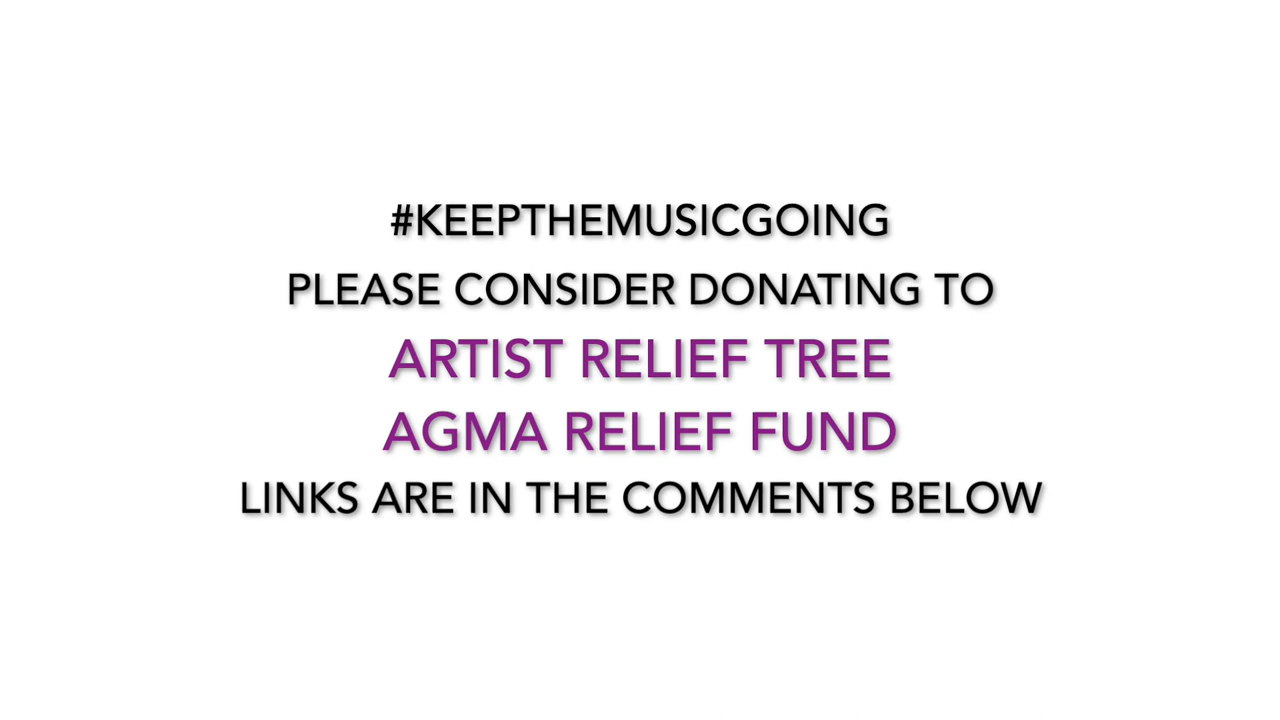 #KEEPTHEMUSICGOING
PLEASE CONSIDER DONATING TO
ARTIST RELIEF TREE
AGMA RELIEF FUND
LINKS ARE IN THE COMMENTS BELOW